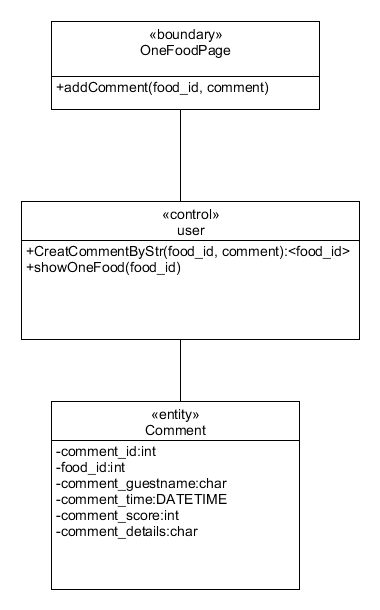 «boundary»
OneFoodPage
+addComment(food_id, comment)
«control»
user
+CreatCommentByStr(food_id, comment):<food_id>
+showOneFood(food_id)
«entity»
Comment
-comment_id:int
-food_id:int
-comment_guestname:char
-comment_time:DATETIME
-comment_score:int
-comment_details:char